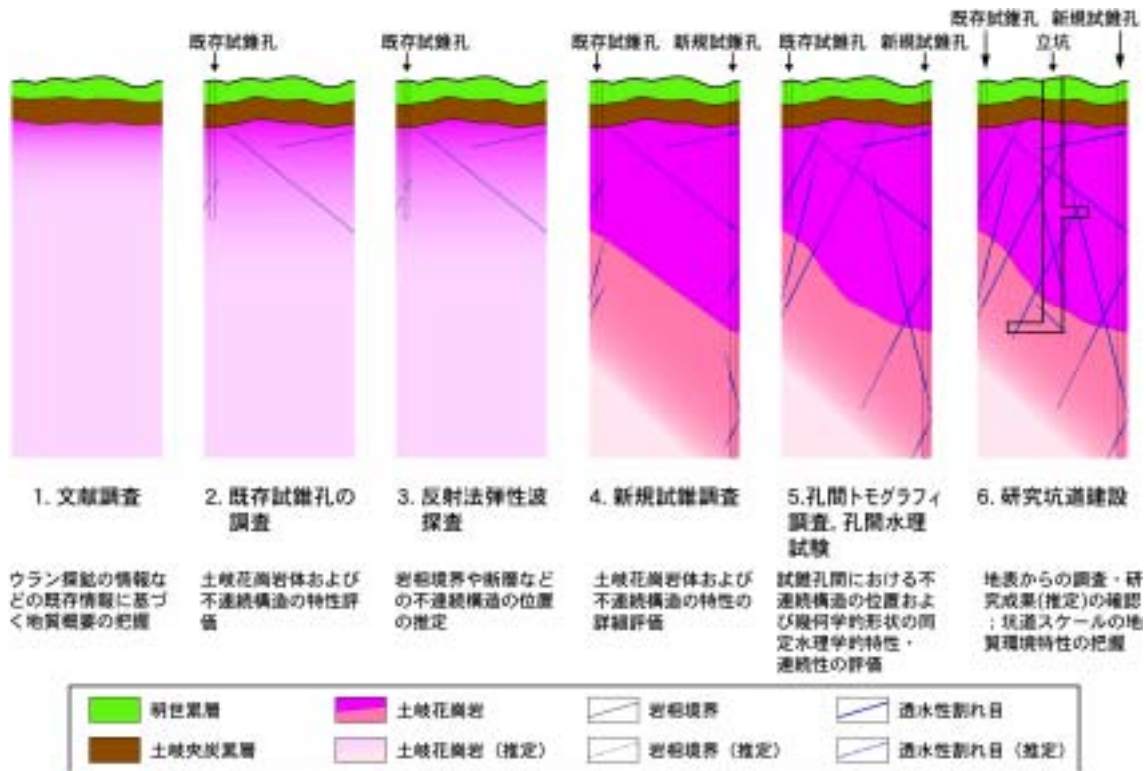 既存試錐孔
既存試錐孔
既存試錐孔 新規試錐孔
既存試錐孔 新規試錐孔
既存試錐孔 新規試錐孔
立坑
1. 文献調査
ウラン探鉱の情報な
どの既存情報に基づ
く地質概要の把握
2. 既存試錐孔の
調査
土岐花崗岩体および
不連続構造の特性評
価
3. 反射法弾性波
探査
岩相境界や断層など
の不連続構造の位置
の推定
4. 新規試錐調査
土岐花崗岩体および
不連続構造の特性の
詳細評価
5.孔間トモグラフィ
調査,孔間水理
試験
試錐孔間における不
連続構造の位置およ
び幾何学的形状の同
定水理学的特性・
連続性の評価
6. 研究坑道建設
地表からの調査・研
究成果(推定)の確認
;坑道スケールの地
質環境特性の把握
明世累層
土岐花崗岩
岩相境界
透水性割れ目
土岐夾炭累層
土岐花崗岩(推定)
岩相境界(推定)
透水性割れ目(推定)